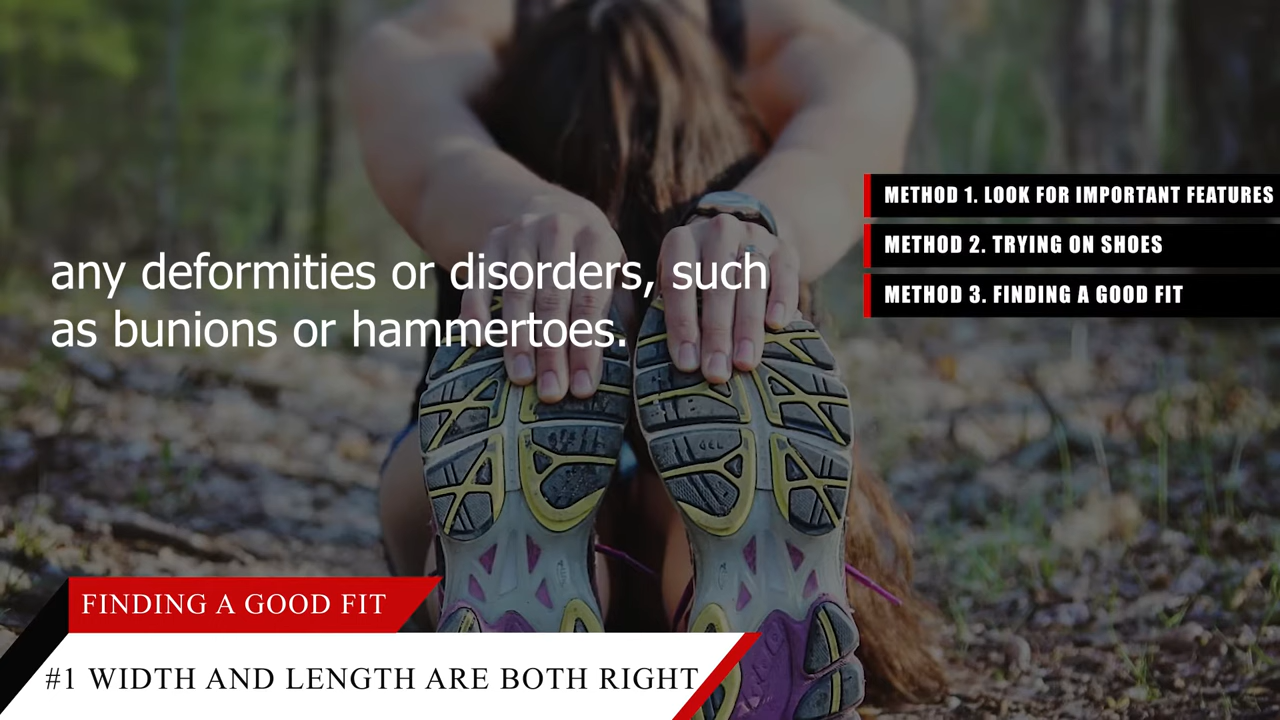 any deformities or disorders, such
as bunions or hammertoes.
METHOD 1. LOOK FOR IMPORTANT FEATURES
METHOD 2. TRYING ON SHOES
METHOD 3. FINDING A GOOD FIT
FINDING A GOOD FIT
#1 WIDTH AND LENGTH ARE BOTH RIGHT
GEL